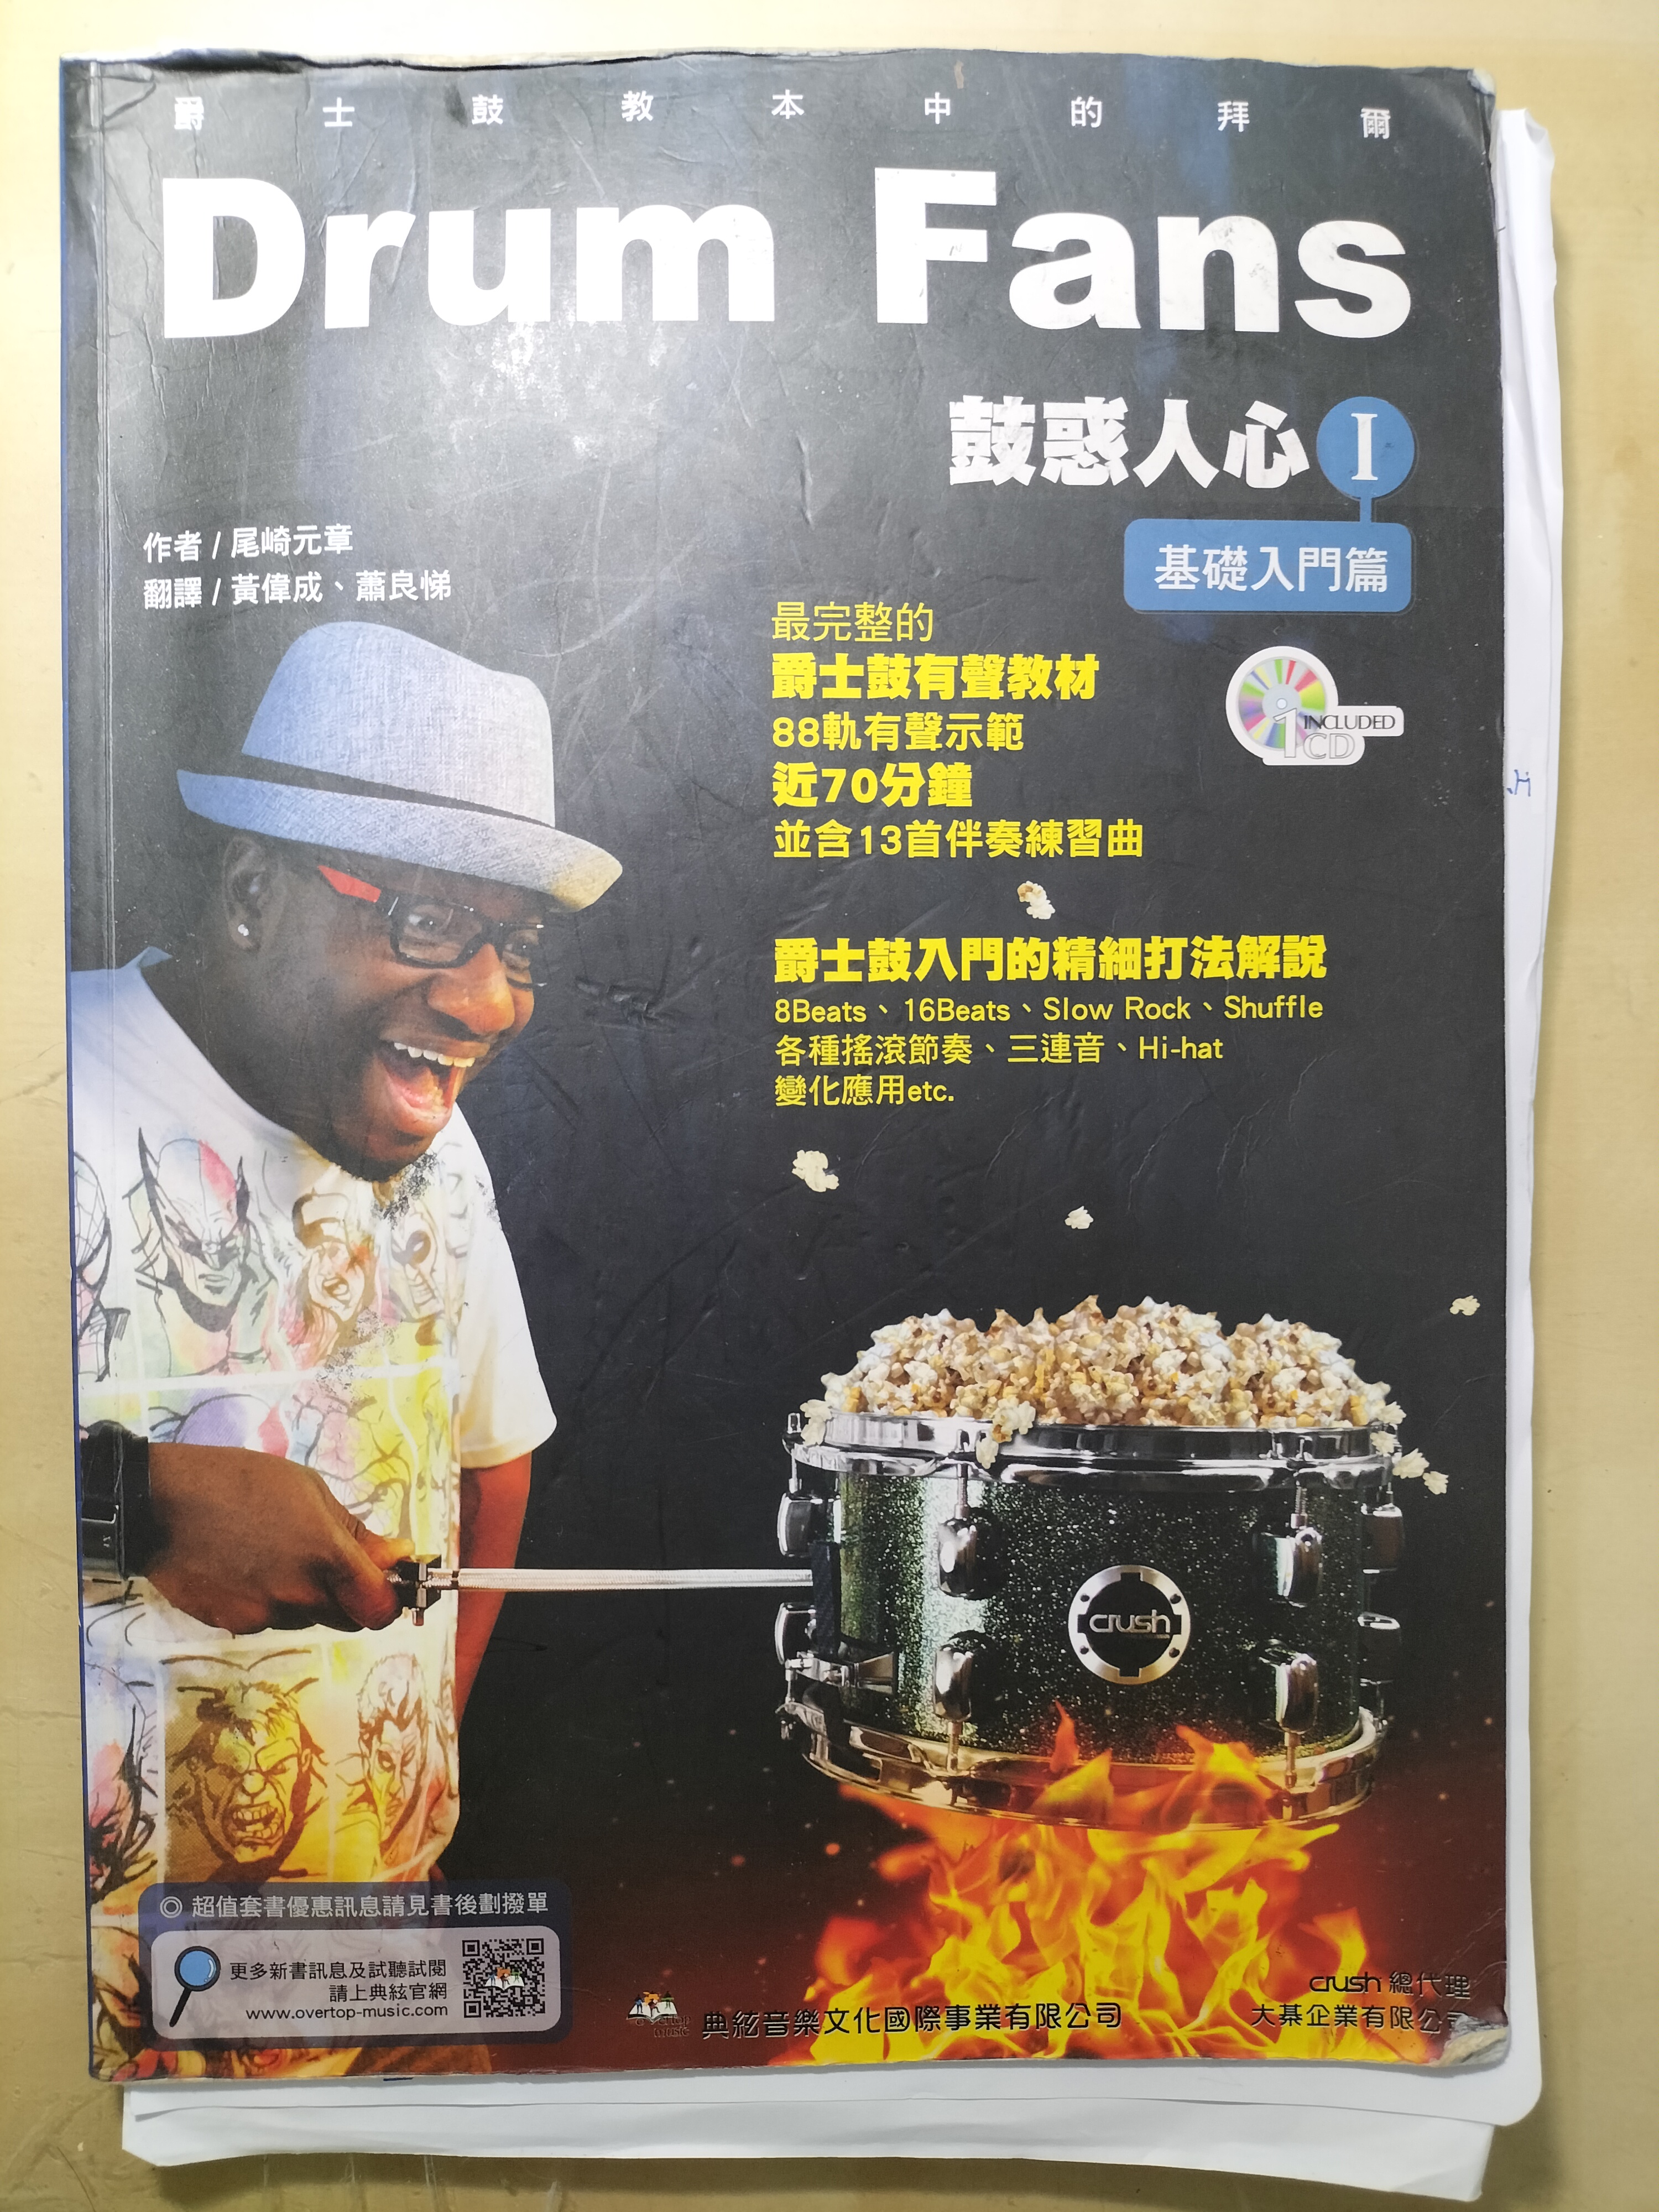 爵士鼓教本中的拜爾
Drum Fans
鼓惑人心 I
基礎入門篇
作者 / 尾崎元章
翻譯 / 黃偉成、蕭良悌
最完整的
爵士鼓有聲教材
88軌有聲示範
近70分鐘
並含13首伴奏練習曲
1 INCLUDED
CD
爵士鼓入門的精細打法解說
8Beats、16Beats、Slow Rock、Shuffle
各種搖滾節奏、三連音、Hi-hat
變化應用etc.
crush
◎ 超值套書優惠訊息請見書後劃撥單
更多新書訊息及試聽試閱
請上典絃官網
www.overtop-music.com
overtop
music
典絃音樂文化國際事業有限公司
crush 總代理
大綦企業有限公司